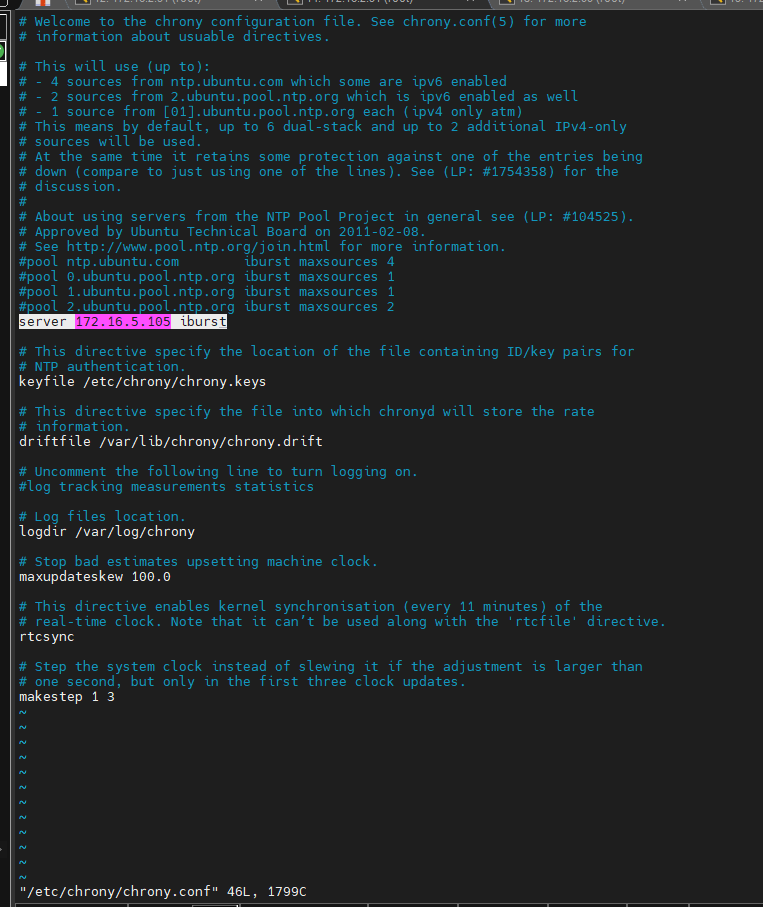 # Welcome to the chrony configuration file. See chrony.conf(5) for more
# information about usuable directives.

# This will use (up to):
# - 4 sources from ntp.ubuntu.com which some are ipv6 enabled
# - 2 sources from 2.ubuntu.pool.ntp.org which is ipv6 enabled as well
# - 1 source from [01].ubuntu.pool.ntp.org each (ipv4 only atm)
# This means by default, up to 6 dual-stack and up to 2 additional IPv4-only
# sources will be used.
# At the same time it retains some protection against one of the entries being
# down (compare to just using one of the lines). See (LP: #1754358) for the
# discussion.
#
# About using servers from the NTP Pool Project in general see (LP: #104525).
# Approved by Ubuntu Technical Board on 2011-02-08.
# See http://www.pool.ntp.org/join.html for more information.
#pool ntp.ubuntu.com        iburst maxsources 4
#pool 0.ubuntu.pool.ntp.org iburst maxsources 1
#pool 1.ubuntu.pool.ntp.org iburst maxsources 1
#pool 2.ubuntu.pool.ntp.org iburst maxsources 2
server 172.16.5.105 iburst

# This directive specify the location of the file containing ID/key pairs for
# NTP authentication.
keyfile /etc/chrony/chrony.keys

# This directive specify the file into which chronyd will store the rate
# information.
driftfile /var/lib/chrony/chrony.drift

# Uncomment the following line to turn logging on.
#log tracking measurements statistics

# Log files location.
logdir /var/log/chrony

# Stop bad estimates upsetting machine clock.
maxupdateskew 100.0

# This directive enables kernel synchronisation (every 11 minutes) of the
# real-time clock. Note that it can’t be used along with the 'rtcfile' directive.
rtcsync

# Step the system clock instead of slewing it if the adjustment is larger than
# one second, but only in the first three clock updates.
makestep 1 3
~
~
~
~
~
~
~
~
~
~
~
~
"/etc/chrony/chrony.conf" 46L, 1799C